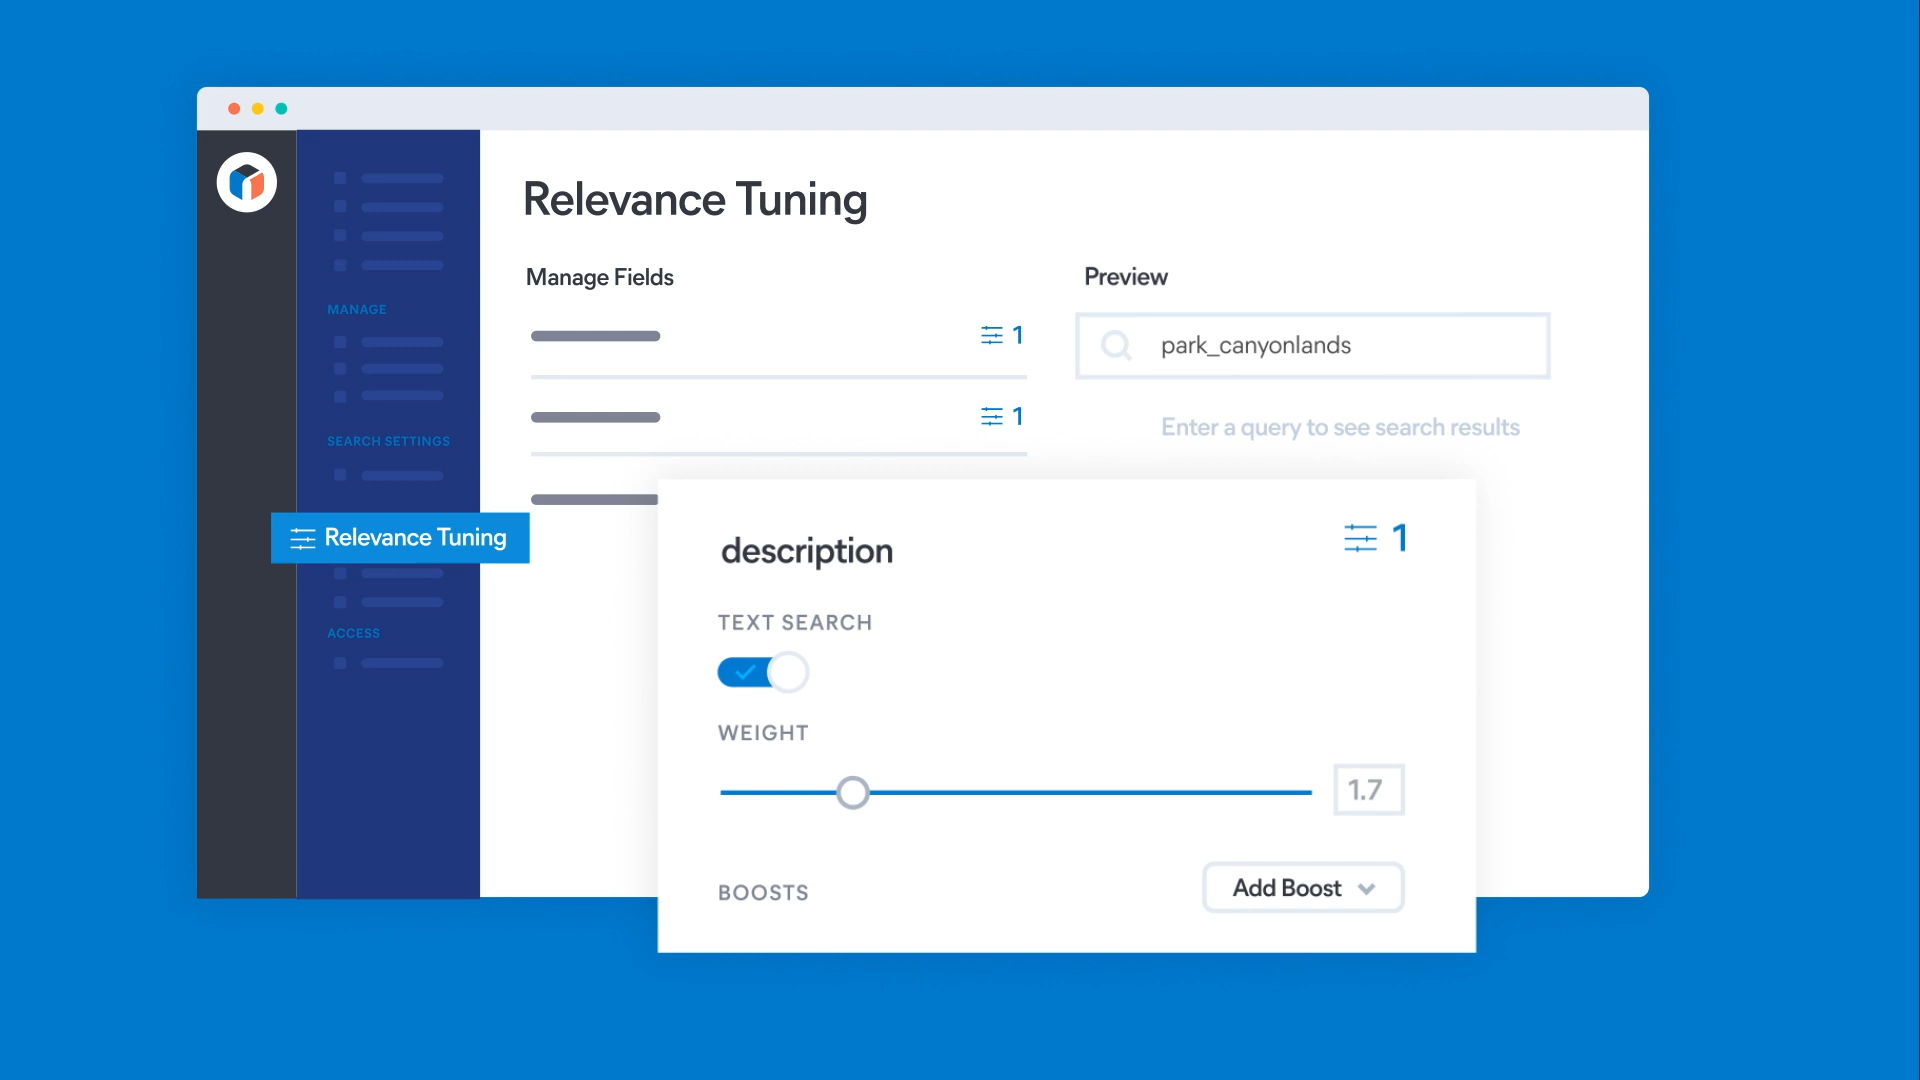 Relevance Tuning
Manage Fields
1
1
Preview
park_canyonlands
Enter a query to see search results
MANAGE
SEARCH SETTINGS
Relevance Tuning
ACCESS
description
1
TEXT SEARCH
WEIGHT
1.7
BOOSTS
Add Boost